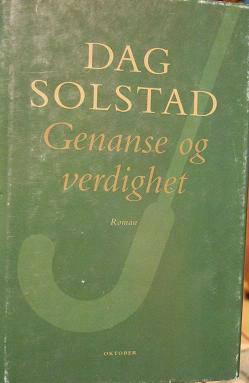 DAG
SOLSTAD
Genanse og
verdighet
Roman
OKTOBER